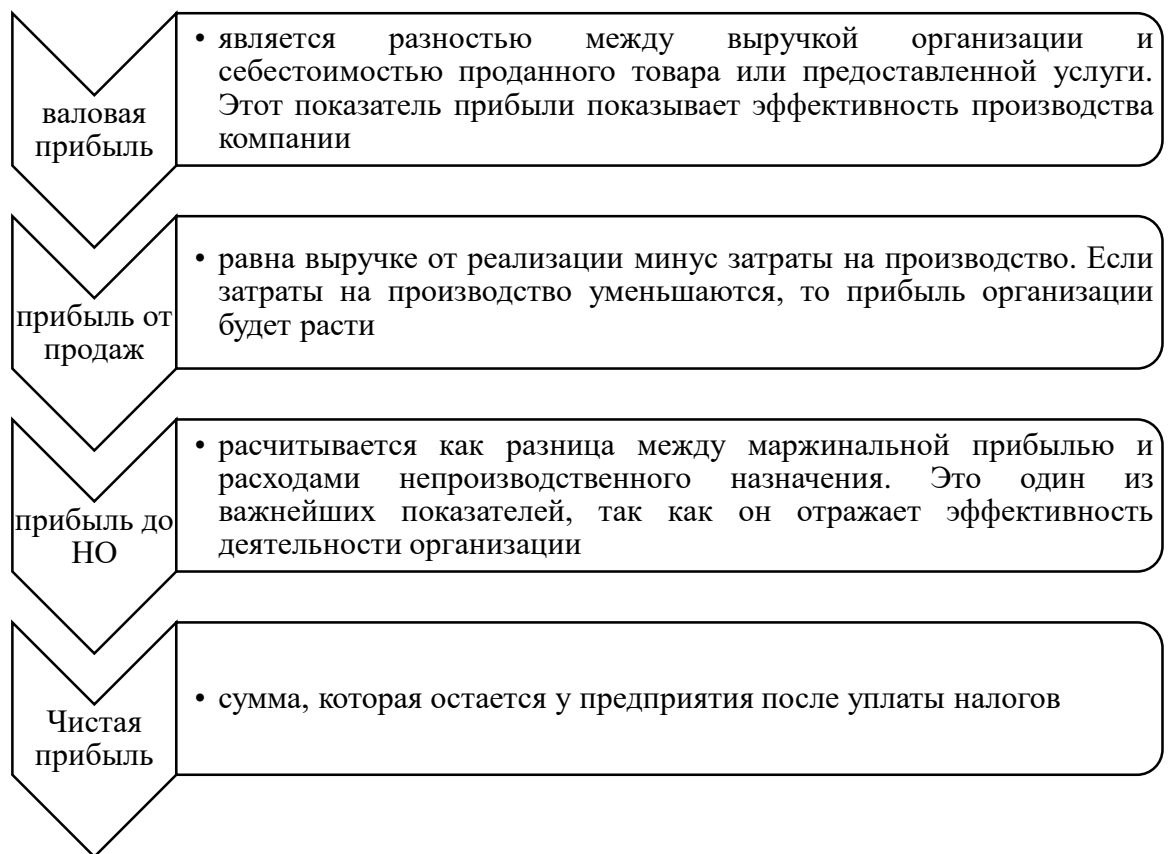 валовая
прибыль
• является разностью между выручкой организации и
себестоимостью проданного товара или предоставленной услуги.
Этот показатель прибыли показывает эффективность производства
компании
прибыль от
продаж
• равна выручке от реализации минус затраты на производство. Если
затраты на производство уменьшаются, то прибыль организации
будет расти
прибыль до
НО
• расчитывается как разница между маржинальной прибылью и
расходами непроизводственного назначения. Это один из
важнейших показателей, так как он отражает эффективность
деятельности организации
Чистая
прибыль
• сумма, которая остается у предприятия после уплаты налогов